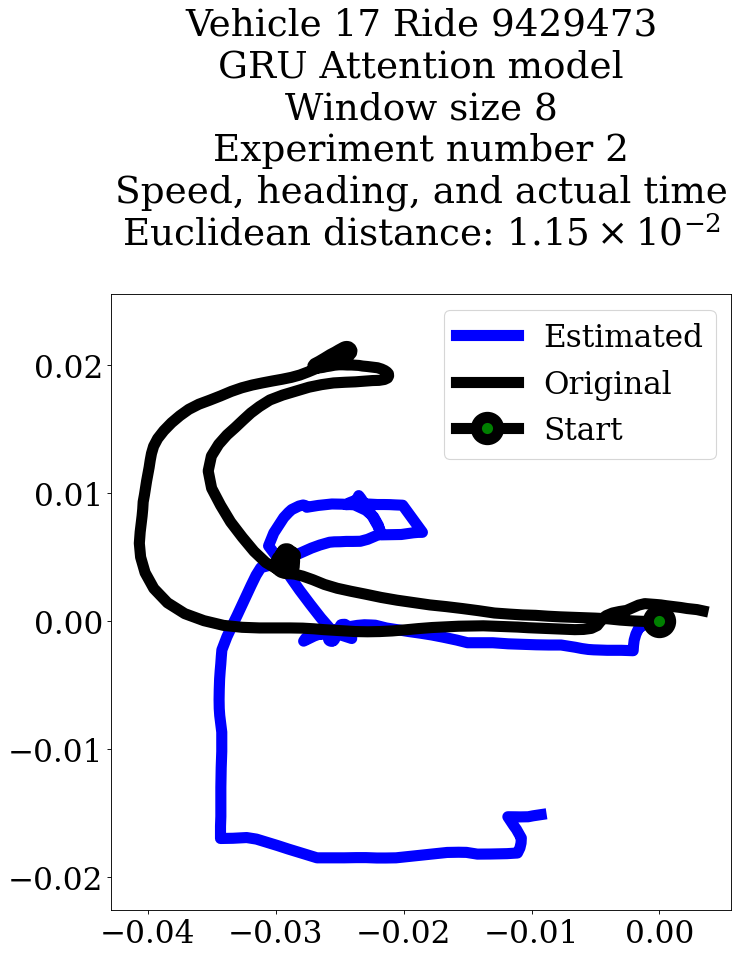 Vehicle 17 Ride 9429473
GRU Attention model
Window size 8
Experiment number 2
Speed, heading, and actual time
Euclidean distance: 1.15 × 10⁻²
Estimated
Original
Start
0.02
0.01
0.00
−0.01
−0.02
−0.04 −0.03 −0.02 −0.01 0.00